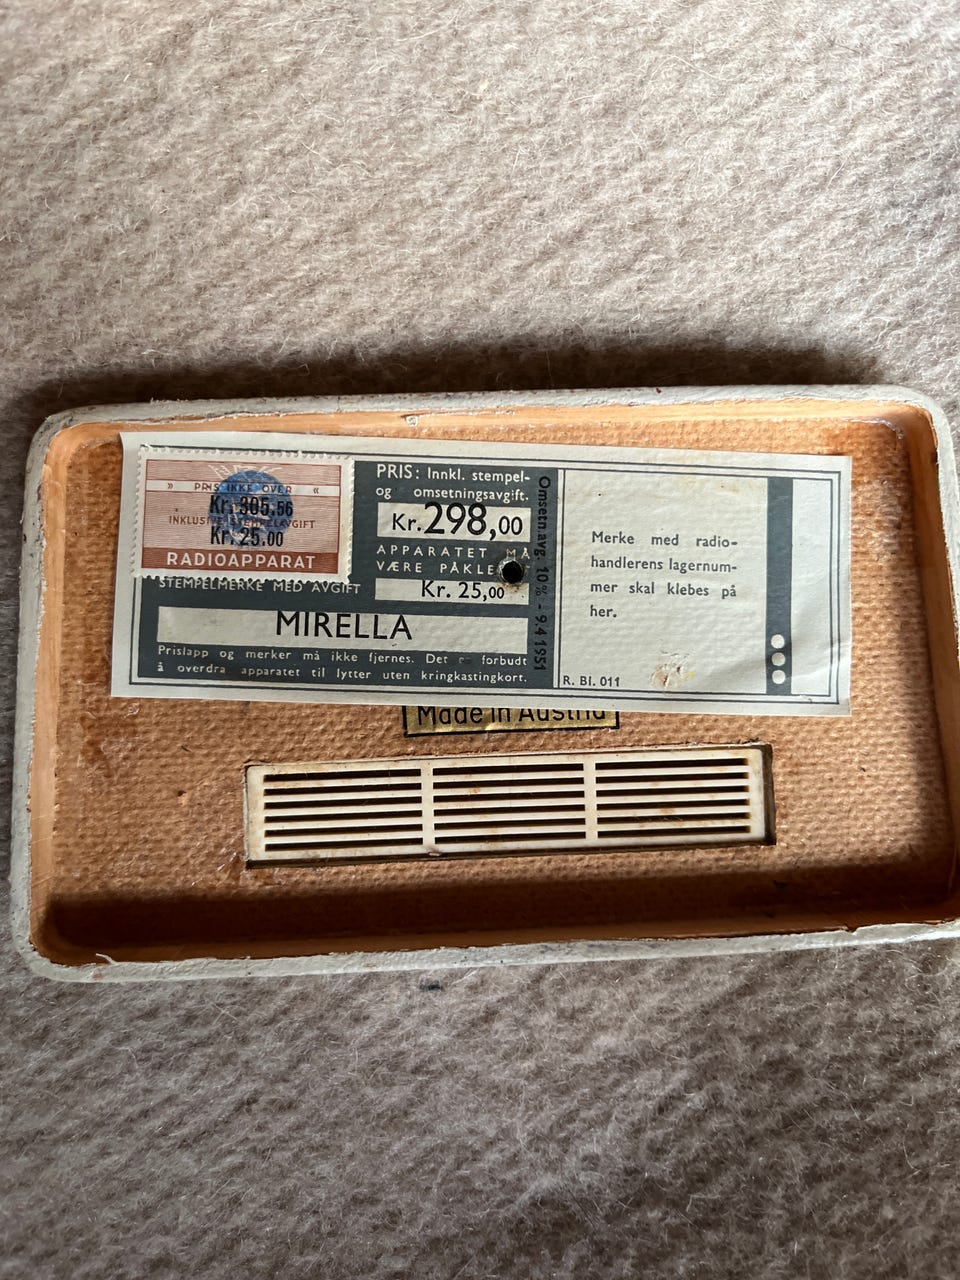 » PRIS IKKE OVER «
Kr. 305.56
INKLUSIVE STEMPELAVGIFT
Kr. 25.00
RADIOAPPARAT
STEMPELMERKE MED AVGIFT
PRIS: Innkl. stempel-
og omsetningsavgift.
Kr. 298,00
APPARATET MÅ
VÆRE PÅKLE
Kr. 25,00
MIRELLA
Prislapp og merker må ikke fjernes. Det er forbudt
å overdra apparatet til lytter uten kringkastingkort.
Omsetn.avg. 10% - 9.4 1951
Merke med radio-
handlerens lagernum-
mer skal klebes på
her.
R. Bl. 011
Made in Austria